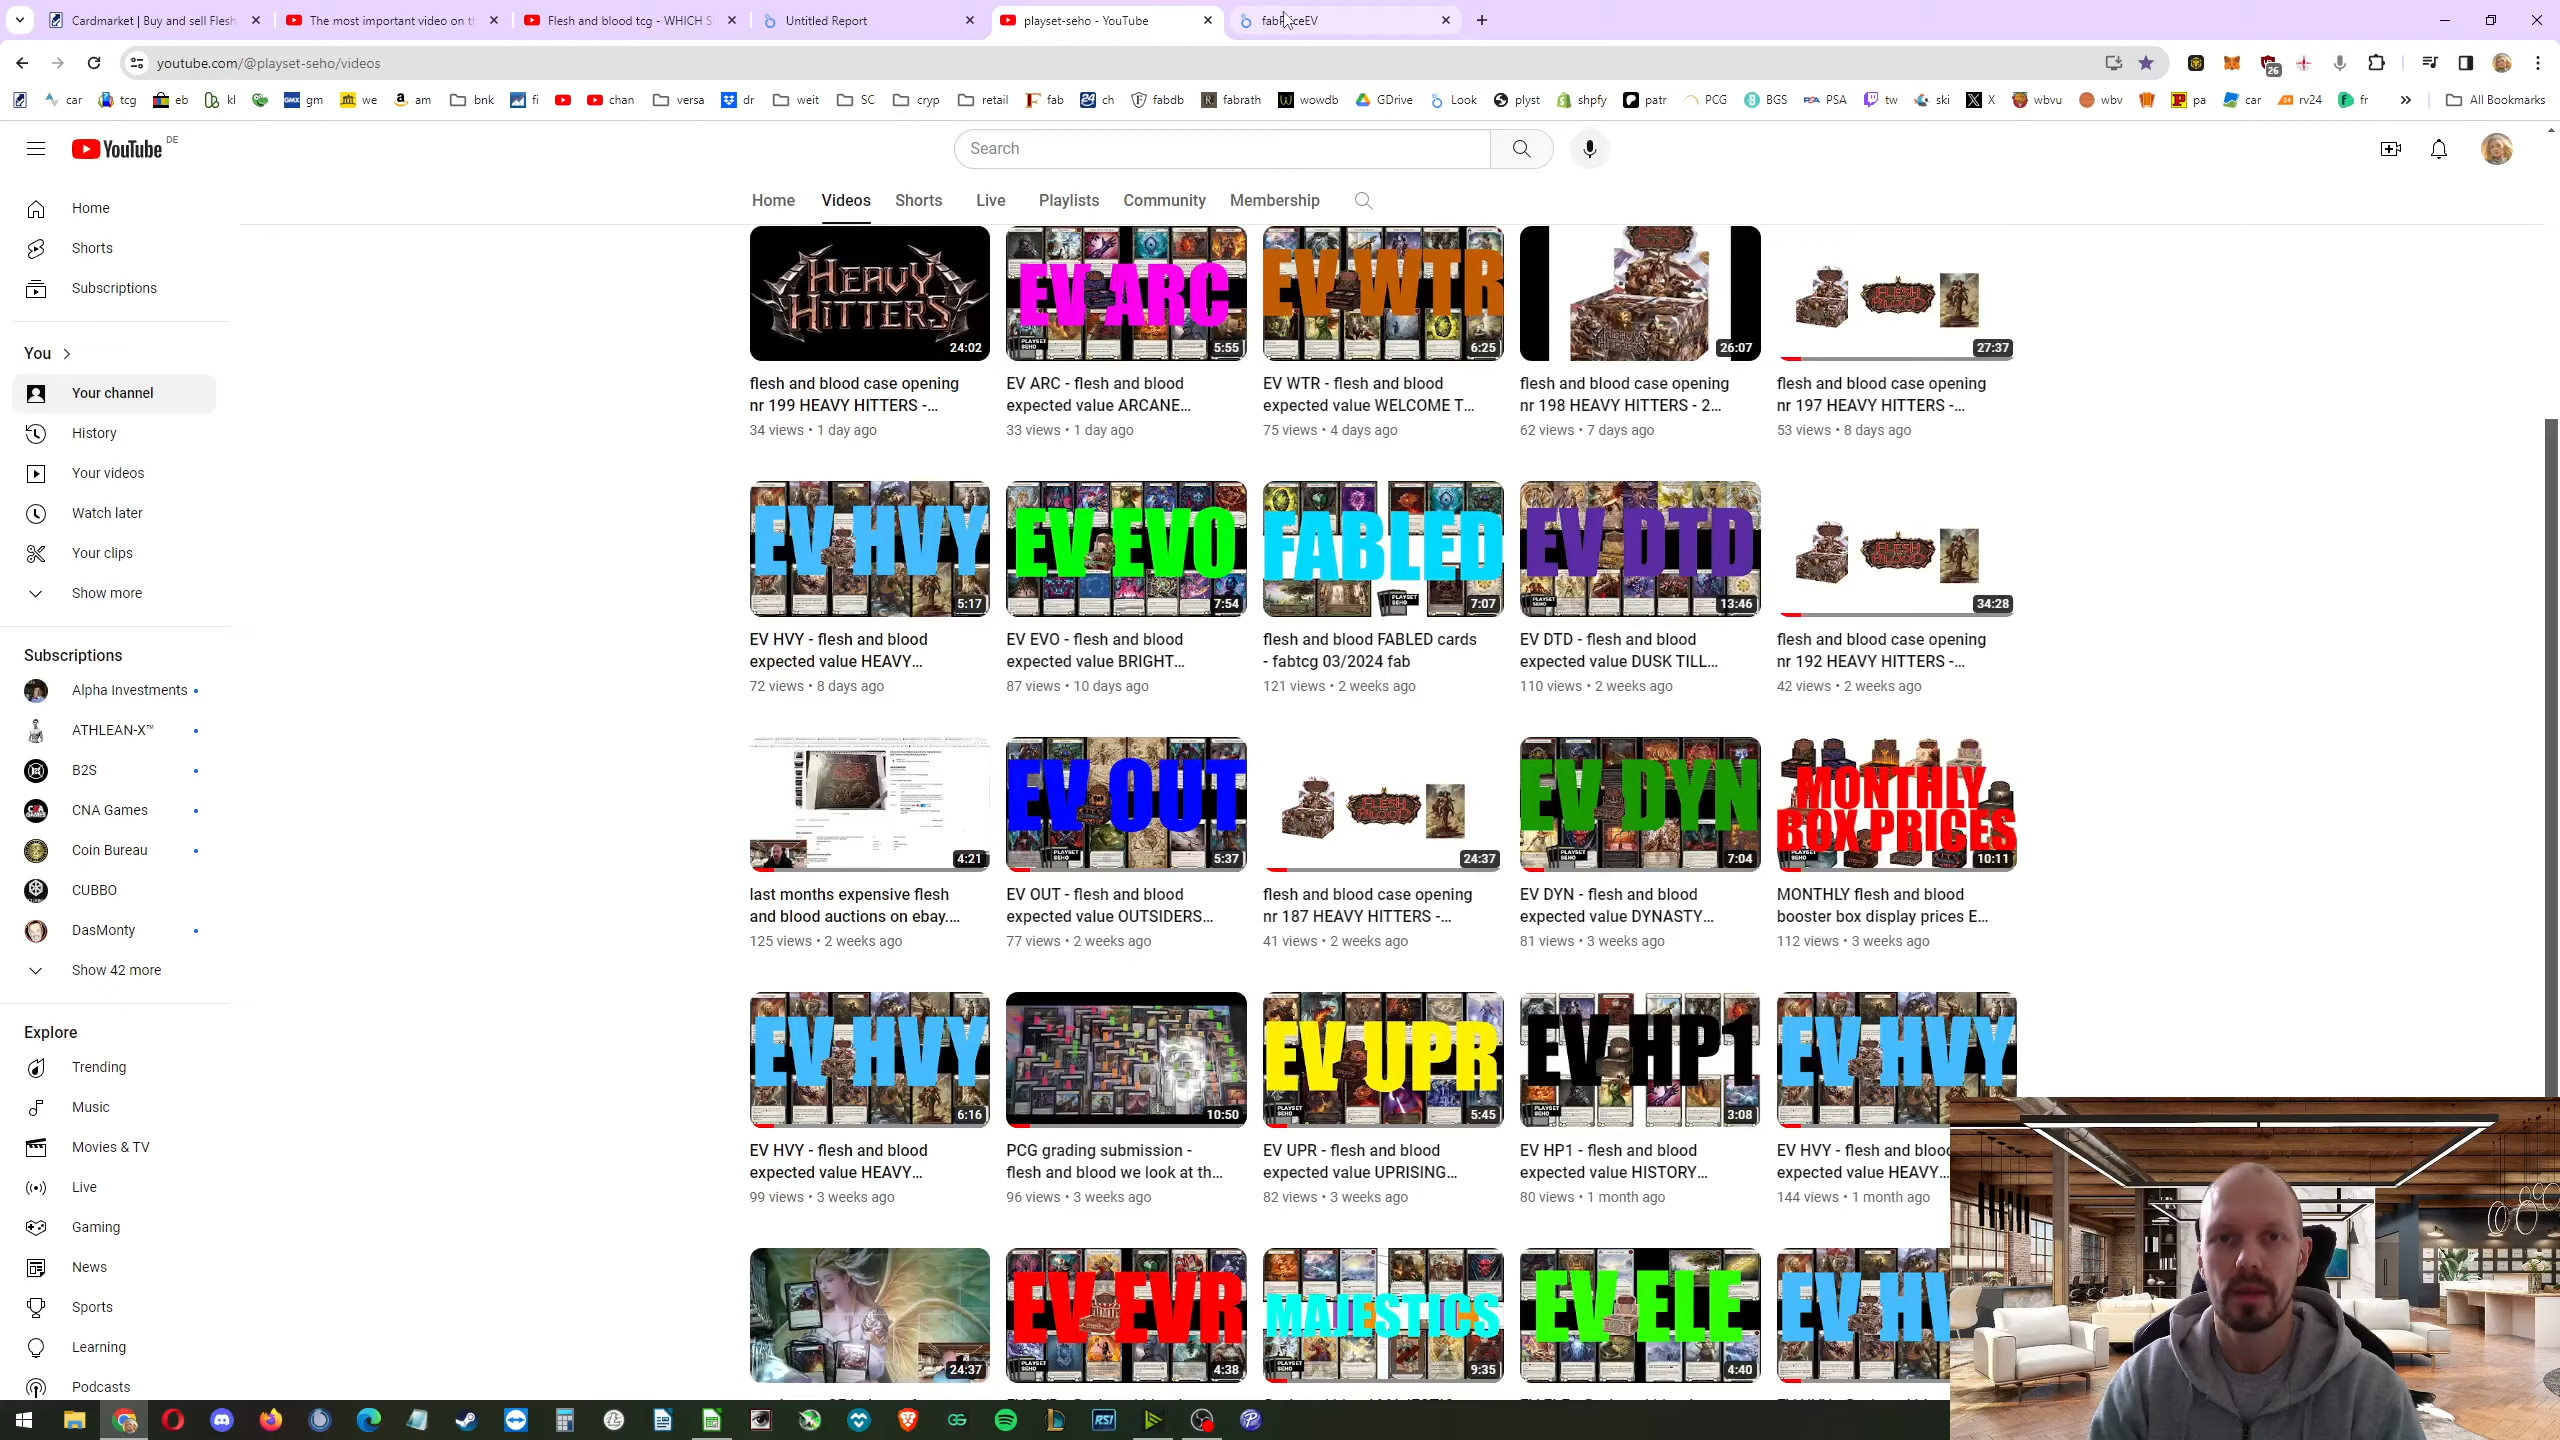 Cardmarket | Buy and sell Flesh
The most important video on th
Flesh and blood tcg - WHICH S
Untitled Report
playset-seho - YouTube
youtube.com/@playset-seho/videos
car
tcg
eb
kl
gm
we
am
bnk
fi
chan
versa
dr
weit
SC
cryp
retail
fab
ch
fabdb
fabrath
wowdb
GDrive
Look
plyst
shpfy
patr
PCG
BGS
PSA
tw
ski
X
wbvu
wbv
pa
car
rv24
fr
All Bookmarks
26
YouTube DE
Search
Home
Shorts
Subscriptions
You
Your channel
History
Your videos
Watch later
Your clips
Show more
Subscriptions
Alpha Investments
ATHLEAN-X™
B2S
CNA Games
Coin Bureau
CUBBO
DasMonty
Show 42 more
Explore
Trending
Music
Movies & TV
Live
Gaming
News
Sports
Learning
Podcasts
Home Videos Shorts Live Playlists Community Membership
HEAVY HITTERS
24:02
flesh and blood case opening
nr 199 HEAVY HITTERS -...
34 views • 1 day ago
EV ARC
5:55
EV ARC - flesh and blood
expected value ARCANE...
33 views • 1 day ago
EV WTR
6:25
EV WTR - flesh and blood
expected value WELCOME T...
75 views • 4 days ago
26:07
flesh and blood case opening
nr 198 HEAVY HITTERS - 2...
62 views • 7 days ago
FLESH BLOOD
27:37
flesh and blood case opening
nr 197 HEAVY HITTERS -...
53 views • 8 days ago
EV HVY
5:17
EV HVY - flesh and blood
expected value HEAVY...
72 views • 8 days ago
EV EVO
7:54
EV EVO - flesh and blood
expected value BRIGHT...
87 views • 10 days ago
FABLED
7:07
flesh and blood FABLED cards
- fabtcg 03/2024 fab
121 views • 2 weeks ago
EV DTD
13:46
EV DTD - flesh and blood
expected value DUSK TILL...
110 views • 2 weeks ago
FLESH BLOOD
34:28
flesh and blood case opening
nr 192 HEAVY HITTERS -...
42 views • 2 weeks ago
4:21
last months expensive flesh
and blood auctions on ebay....
125 views • 2 weeks ago
EV OUT
5:37
EV OUT - flesh and blood
expected value OUTSIDERS...
77 views • 2 weeks ago
FLESH BLOOD
24:37
flesh and blood case opening
nr 187 HEAVY HITTERS -...
41 views • 2 weeks ago
EV DYN
7:04
EV DYN - flesh and blood
expected value DYNASTY...
81 views • 3 weeks ago
MONTHLY
BOX PRICES
10:11
MONTHLY flesh and blood
booster box display prices E...
112 views • 3 weeks ago
EV HVY
6:16
EV HVY - flesh and blood
expected value HEAVY...
99 views • 3 weeks ago
10:50
PCG grading submission -
flesh and blood we look at th...
96 views • 3 weeks ago
EV UPR
5:45
EV UPR - flesh and blood
expected value UPRISING...
82 views • 3 weeks ago
EV HP1
3:08
EV HP1 - flesh and blood
expected value HISTORY...
80 views • 1 month ago
EV HVY
EV HVY - flesh and blood
expected value HEAVY...
144 views • 1 month ago
24:37
EV EVR
4:38
MAJESTICS
9:35
EV ELE
4:40
EV HV